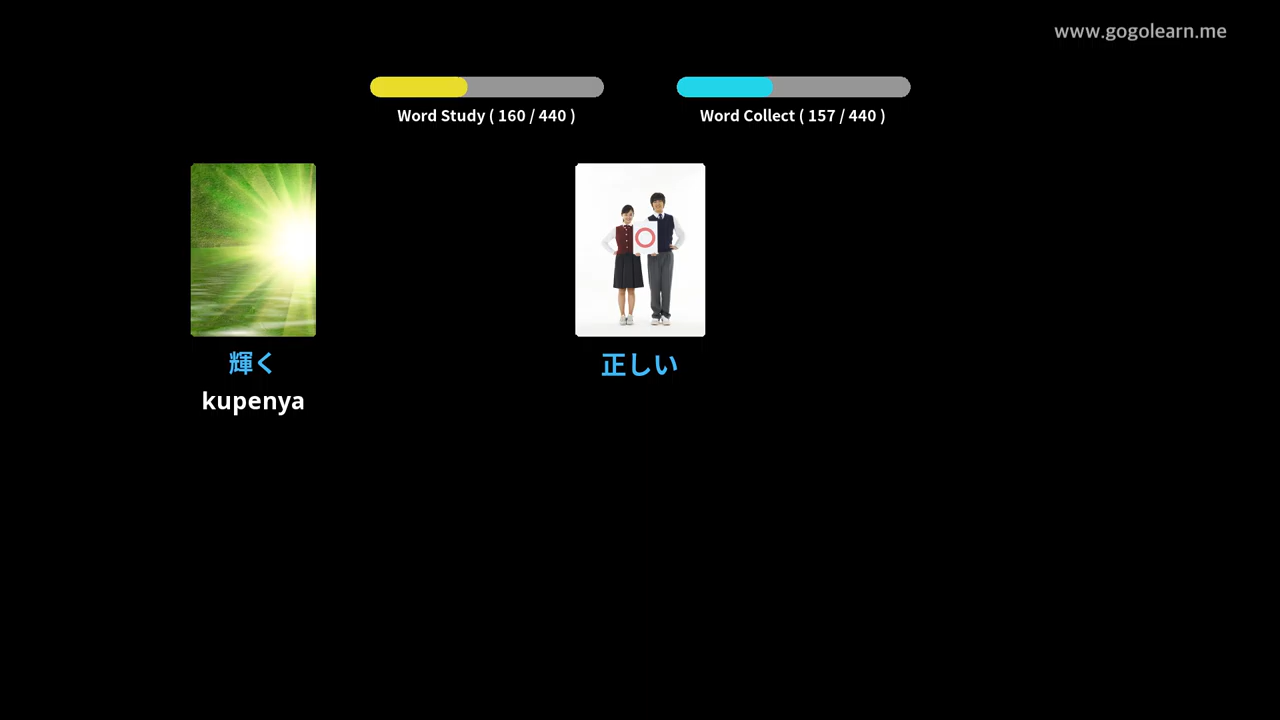 www.gogolearn.me
Word Study ( 160 / 440 )
Word Collect ( 157 / 440 )
輝く
kupenya
正しい